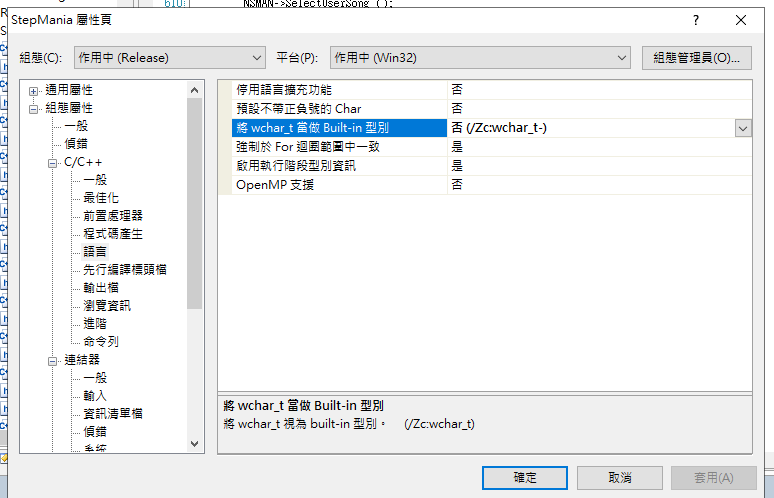 610
NSMAN->SelectUserSong ();
StepMania 屬性頁
組態(C):
作用中 (Release)
平台(P):
作用中 (Win32)
組態管理員(O)...
通用屬性
組態屬性
一般
偵錯
C/C++
一般
最佳化
前置處理器
程式碼產生
語言
先行編譯標頭檔
輸出檔
瀏覽資訊
進階
命令列
連結器
一般
輸入
資訊清單檔
偵錯
系統
停用語言擴充功能 否
預設不帶正負號的 Char 否
將 wchar_t 當做 Built-in 型別 否 (/Zc:wchar_t-)
強制於 For 迴圈範圍中一致 是
啟用執行階段型別資訊 是
OpenMP 支援 否
將 wchar_t 當做 Built-in 型別
將 wchar_t 視為 built-in 型別。 (/Zc:wchar_t)
確定
取消
套用(A)